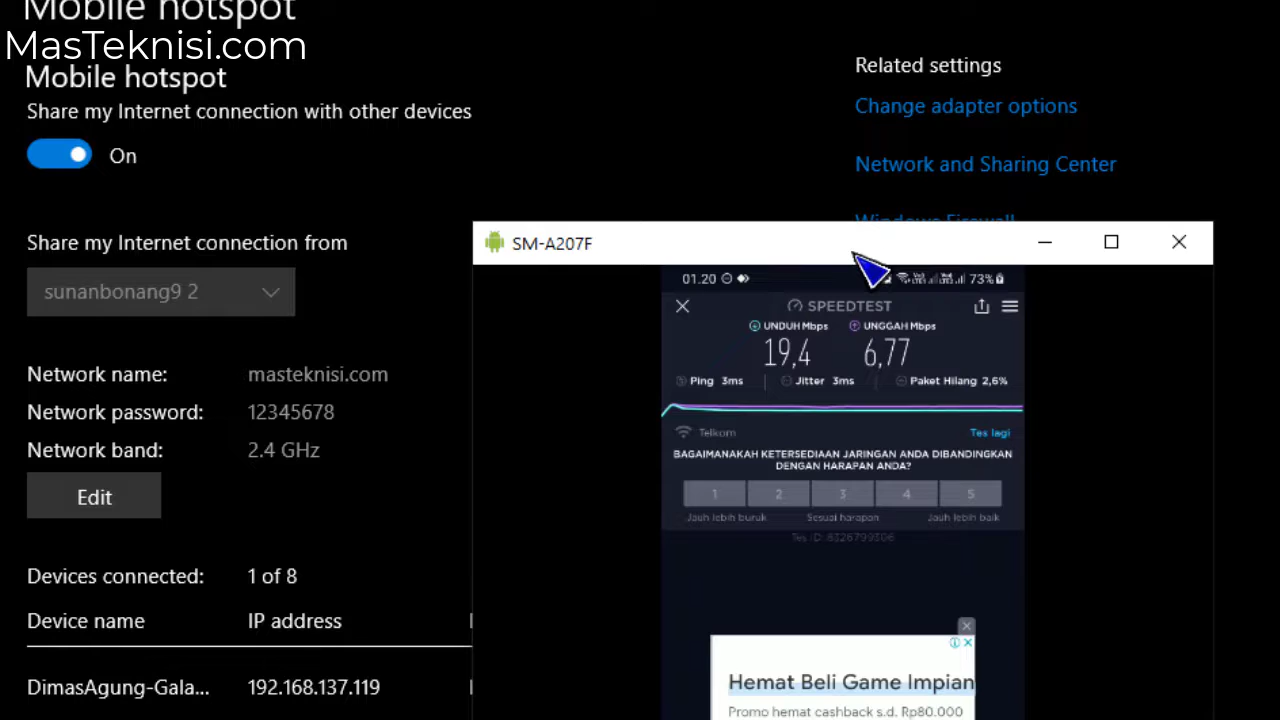 Mobile hotspot
MasTeknisi.com
Mobile hotspot
Share my Internet connection with other devices
On
Share my Internet connection from
sunanbonang9 2
Network name: masteknisi.com
Network password: 12345678
Network band: 2.4 GHz
Edit
Devices connected: 1 of 8
Device name IP address
DimasAgung-Gala... 192.168.137.119
Related settings
Change adapter options
Network and Sharing Center
Windows Firewall
SM-A207F
01.20 73%
SPEEDTEST
UNDUH Mbps UNGGAH Mbps
19,4 6,77
Ping 3ms Jitter 3ms Paket Hilang 2,6%
Telkom Tes lagi
BAGAIMANAKAH KETERSEDIAAN JARINGAN ANDA DIBANDINGKAN
DENGAN HARAPAN ANDA?
1 2 3 4 5
Jauh lebih buruk Sesuai harapan Jauh lebih baik
Tes ID: 8326799306
Hemat Beli Game Impian
Promo hemat cashback s.d. Rp80.000